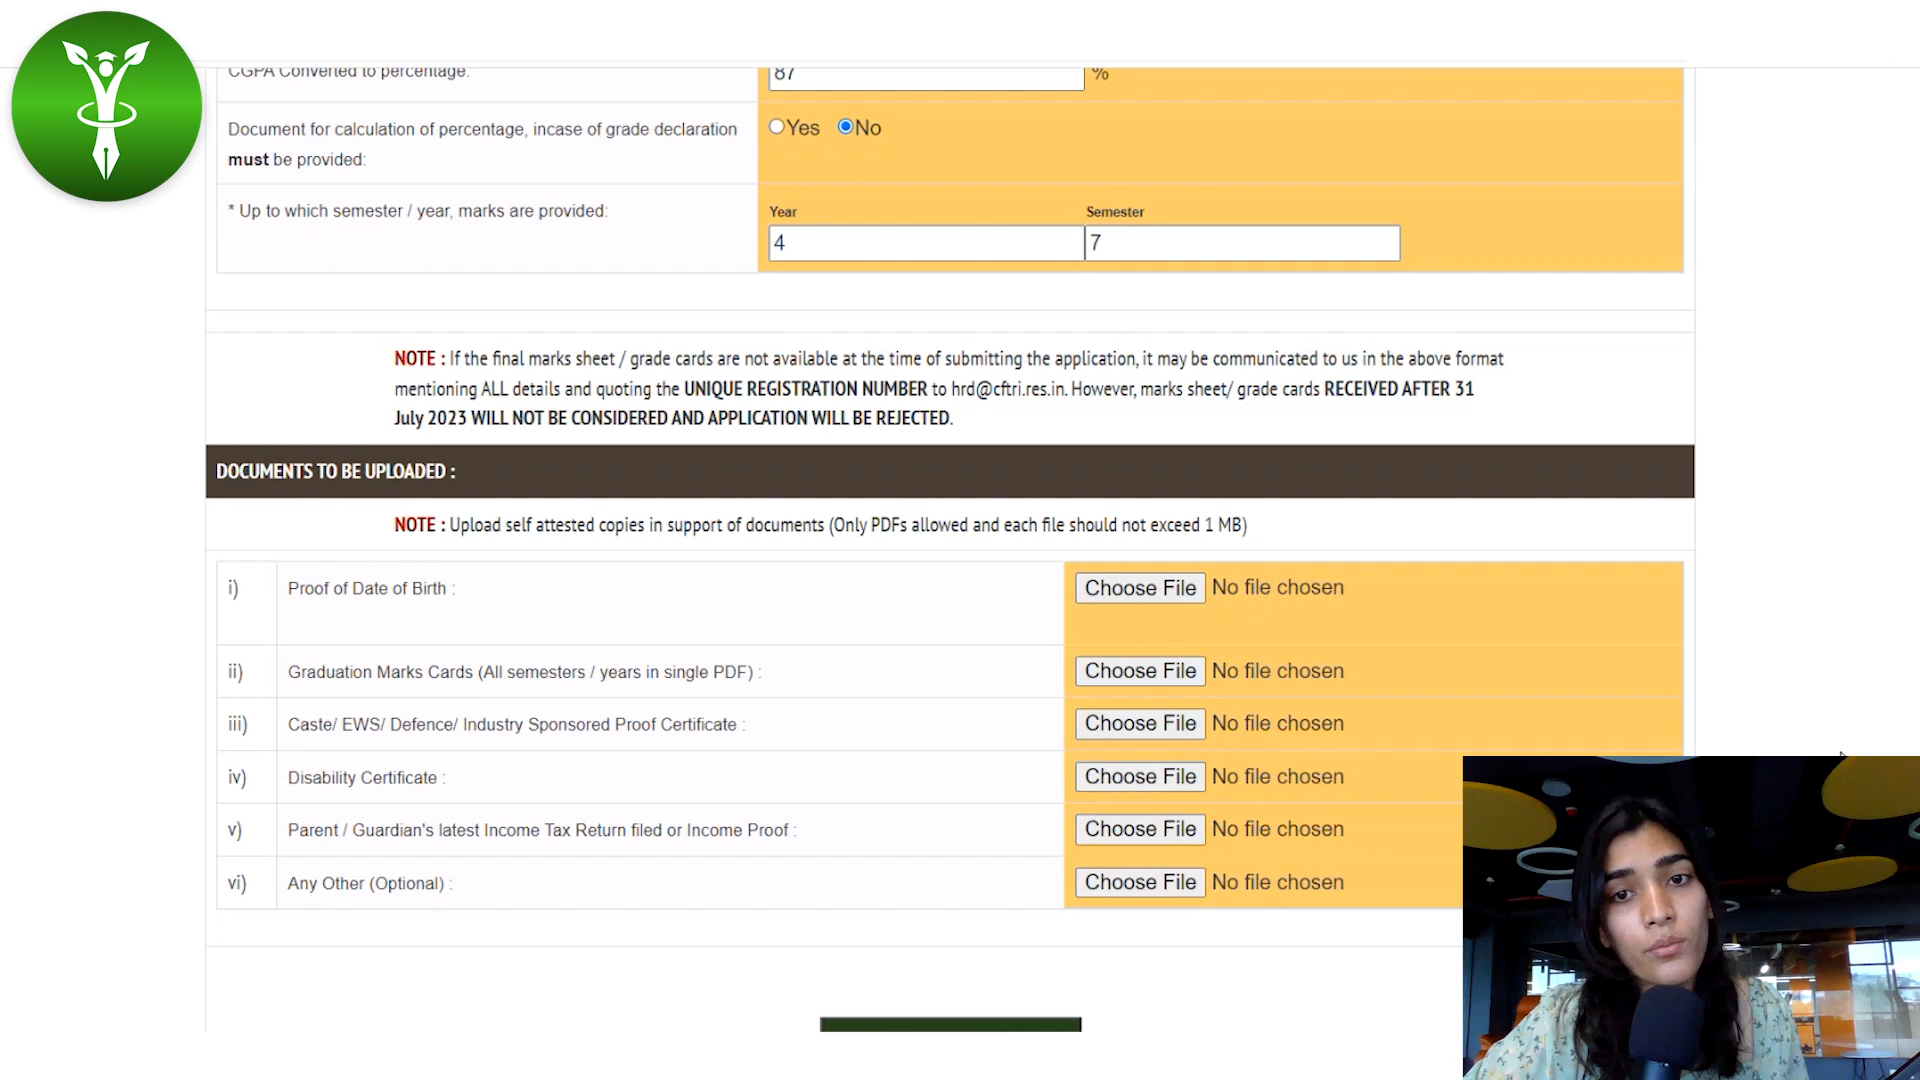 CGPA Converted to percentage:
87 %
Document for calculation of percentage, incase of grade declaration
must be provided:
Yes No
* Up to which semester / year, marks are provided:
Year Semester
4 7
NOTE : If the final marks sheet / grade cards are not available at the time of submitting the application, it may be communicated to us in the above format
mentioning ALL details and quoting the UNIQUE REGISTRATION NUMBER to hrd@cftri.res.in. However, marks sheet/ grade cards RECEIVED AFTER 31
July 2023 WILL NOT BE CONSIDERED AND APPLICATION WILL BE REJECTED.
DOCUMENTS TO BE UPLOADED :
NOTE : Upload self attested copies in support of documents (Only PDFs allowed and each file should not exceed 1 MB)
i) Proof of Date of Birth : Choose File No file chosen
ii) Graduation Marks Cards (All semesters / years in single PDF) : Choose File No file chosen
iii) Caste/ EWS/ Defence/ Industry Sponsored Proof Certificate : Choose File No file chosen
iv) Disability Certificate : Choose File No file chosen
v) Parent / Guardian's latest Income Tax Return filed or Income Proof : Choose File No file chosen
vi) Any Other (Optional) : Choose File No file chosen